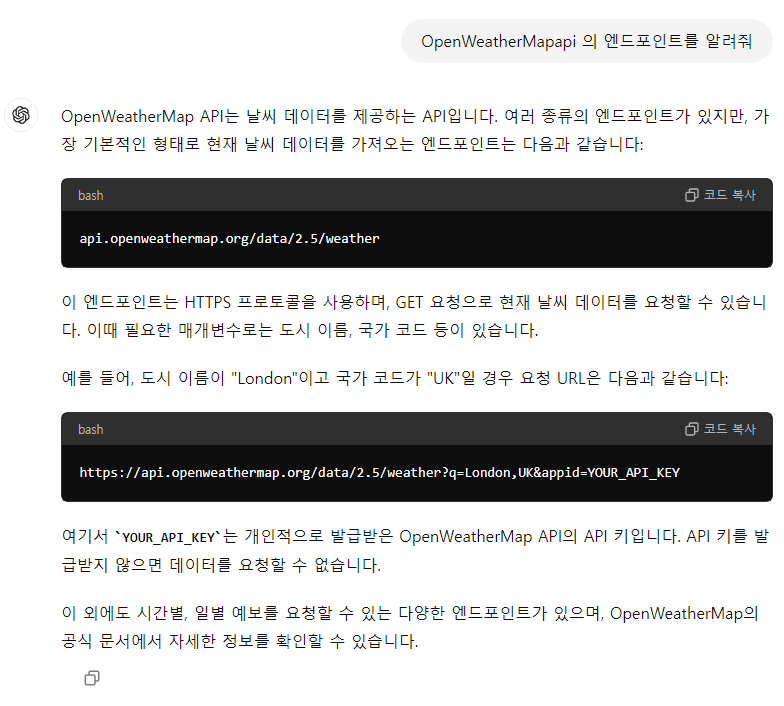 OpenWeatherMapapi 의 엔드포인트를 알려줘
OpenWeatherMap API는 날씨 데이터를 제공하는 API입니다. 여러 종류의 엔드포인트가 있지만, 가
장 기본적인 형태로 현재 날씨 데이터를 가져오는 엔드포인트는 다음과 같습니다:
bash
코드 복사
api.openweathermap.org/data/2.5/weather
이 엔드포인트는 HTTPS 프로토콜을 사용하며, GET 요청으로 현재 날씨 데이터를 요청할 수 있습니
다. 이때 필요한 매개변수로는 도시 이름, 국가 코드 등이 있습니다.
예를 들어, 도시 이름이 "London"이고 국가 코드가 "UK"일 경우 요청 URL은 다음과 같습니다:
bash
코드 복사
https://api.openweathermap.org/data/2.5/weather?q=London,UK&appid=YOUR_API_KEY
여기서 `YOUR_API_KEY`는 개인적으로 발급받은 OpenWeatherMap API의 API 키입니다. API 키를 발
급받지 않으면 데이터를 요청할 수 없습니다.
이 외에도 시간별, 일별 예보를 요청할 수 있는 다양한 엔드포인트가 있으며, OpenWeatherMap의
공식 문서에서 자세한 정보를 확인할 수 있습니다.